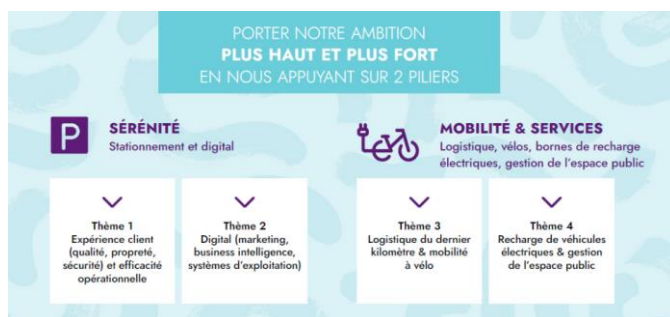 PORTER NOTRE AMBITION
PLUS HAUT ET PLUS FORT
EN NOUS APPUYANT SUR 2 PILIERS
P
SÉRÉNITÉ
Stationnement et digital
MOBILITÉ & SERVICES
Logistique, vélos, bornes de recharge
électriques, gestion de l'espace public
Thème 1
Expérience client
(qualité, propreté,
sécurité) et efficacité
opérationnelle
Thème 2
Digital (marketing,
business intelligence,
systèmes d'exploitation)
Thème 3
Logistique du dernier
kilomètre & mobilité
à vélo
Thème 4
Recharge de véhicules
électriques & gestion
de l'espace public